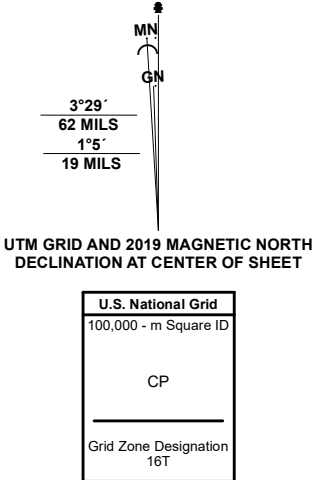 MN
GN
3°29´
62 MILS
1°5´
19 MILS
UTM GRID AND 2019 MAGNETIC NORTH
DECLINATION AT CENTER OF SHEET
U.S. National Grid
100,000 - m Square ID
CP
Grid Zone Designation
16T